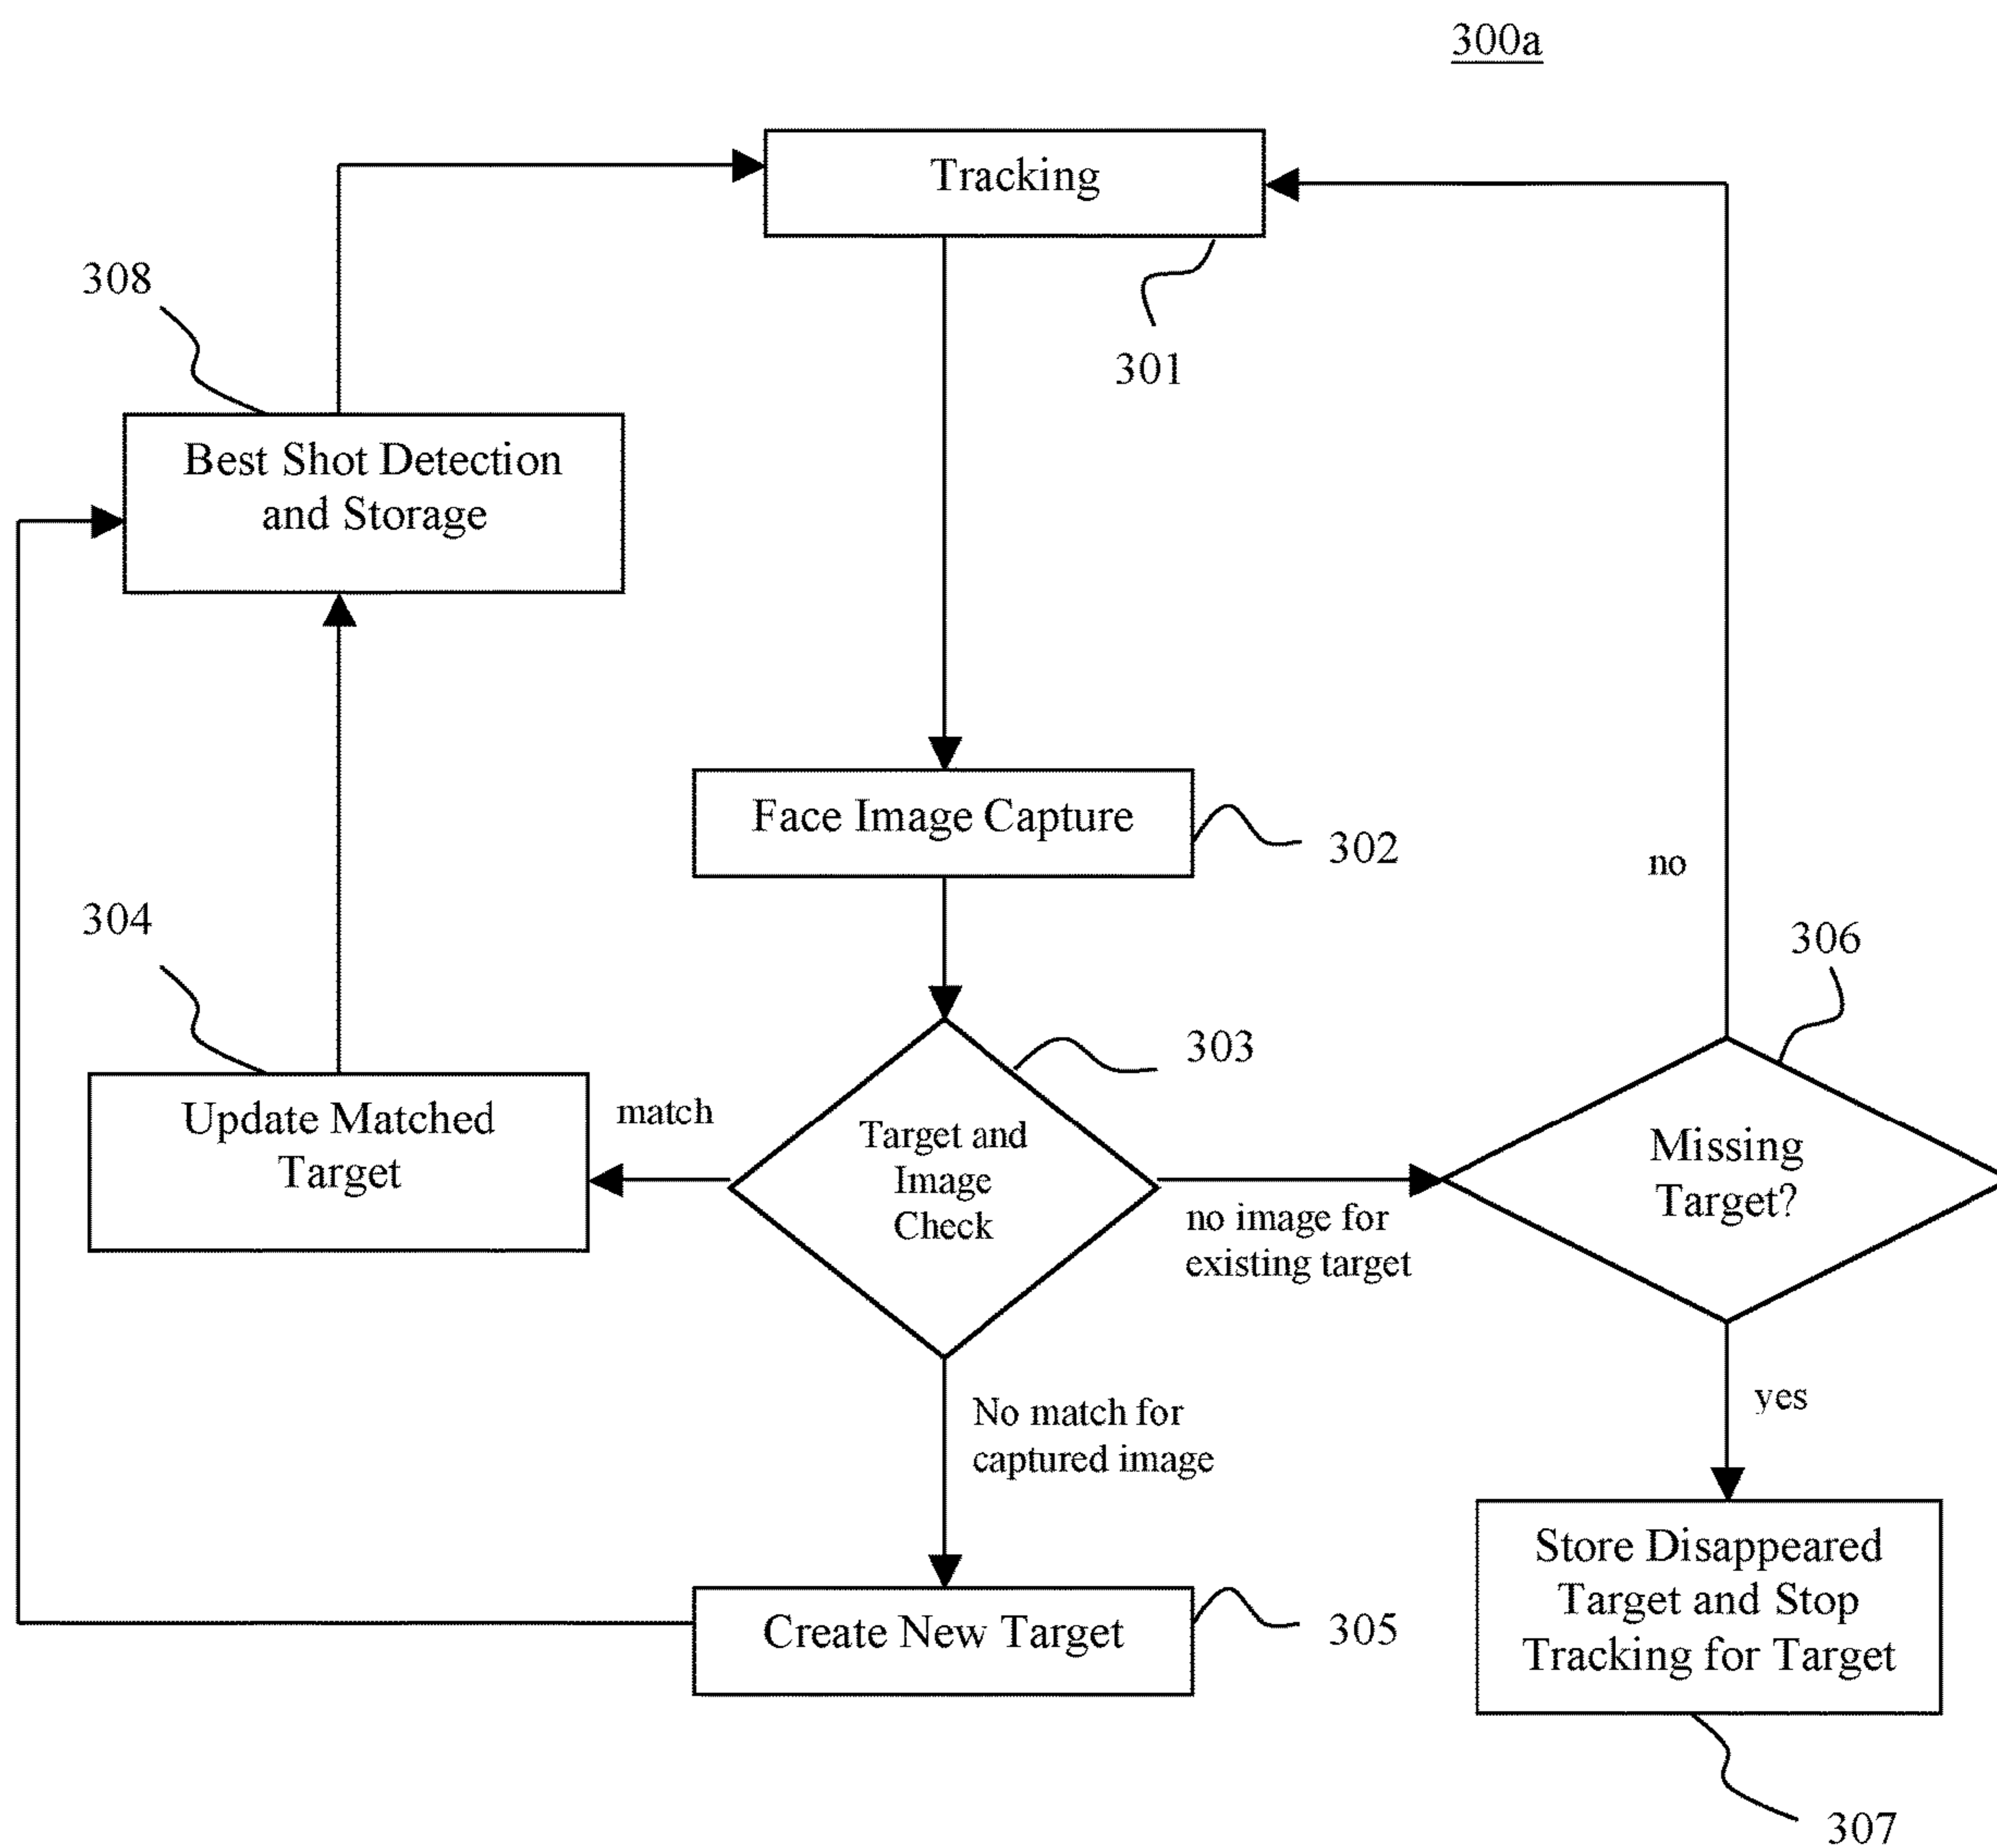 300a
Tracking
301
308
Best Shot Detection
and Storage
Face Image Capture
302
no
304
306
303
Update Matched
Target
match
Target and
Image
Check
no image for
existing target
Missing
Target?
No match for
captured image
yes
Create New Target
305
Store Disappeared
Target and Stop
Tracking for Target
307